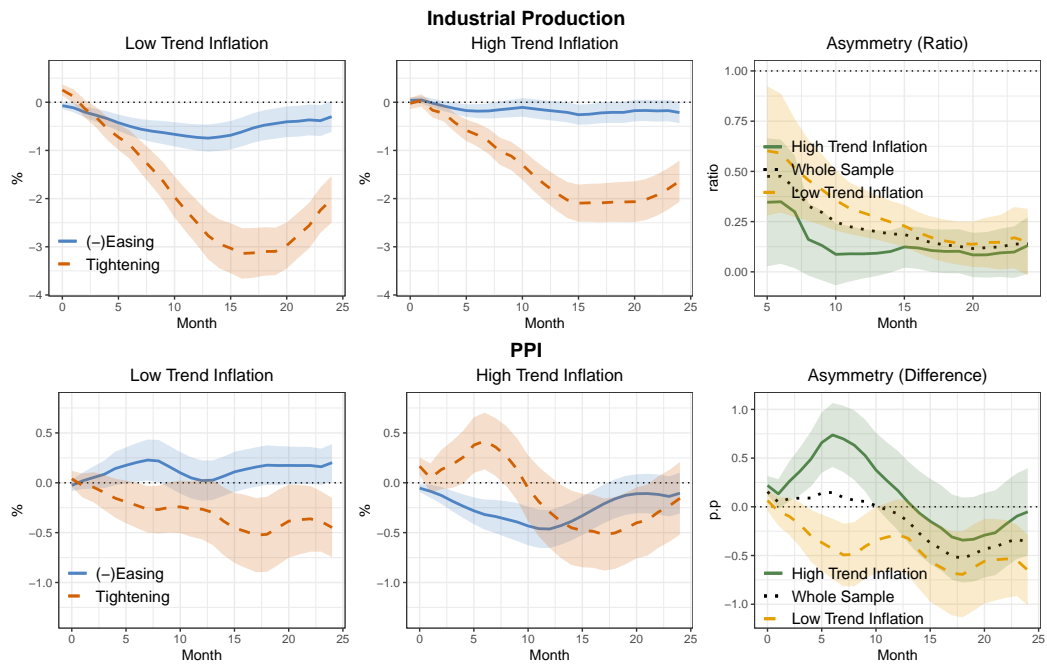 Industrial Production
Low Trend Inflation
High Trend Inflation
Asymmetry (Ratio)
0
−1
−2
−3
−4
%
(−)Easing
Tightening
0 5 10 15 20 25
Month
0
−1
−2
−3
−4
%
0 5 10 15 20 25
Month
1.00
0.75
0.50
0.25
0.00
ratio
High Trend Inflation
Whole Sample
Low Trend Inflation
5 10 15 20
Month
PPI
Low Trend Inflation
High Trend Inflation
Asymmetry (Difference)
0.5
0.0
−0.5
−1.0
%
(−)Easing
Tightening
0 5 10 15 20 25
Month
0.5
0.0
−0.5
−1.0
%
0 5 10 15 20 25
Month
1.0
0.5
0.0
−0.5
−1.0
p.p
High Trend Inflation
Whole Sample
Low Trend Inflation
0 5 10 15 20 25
Month